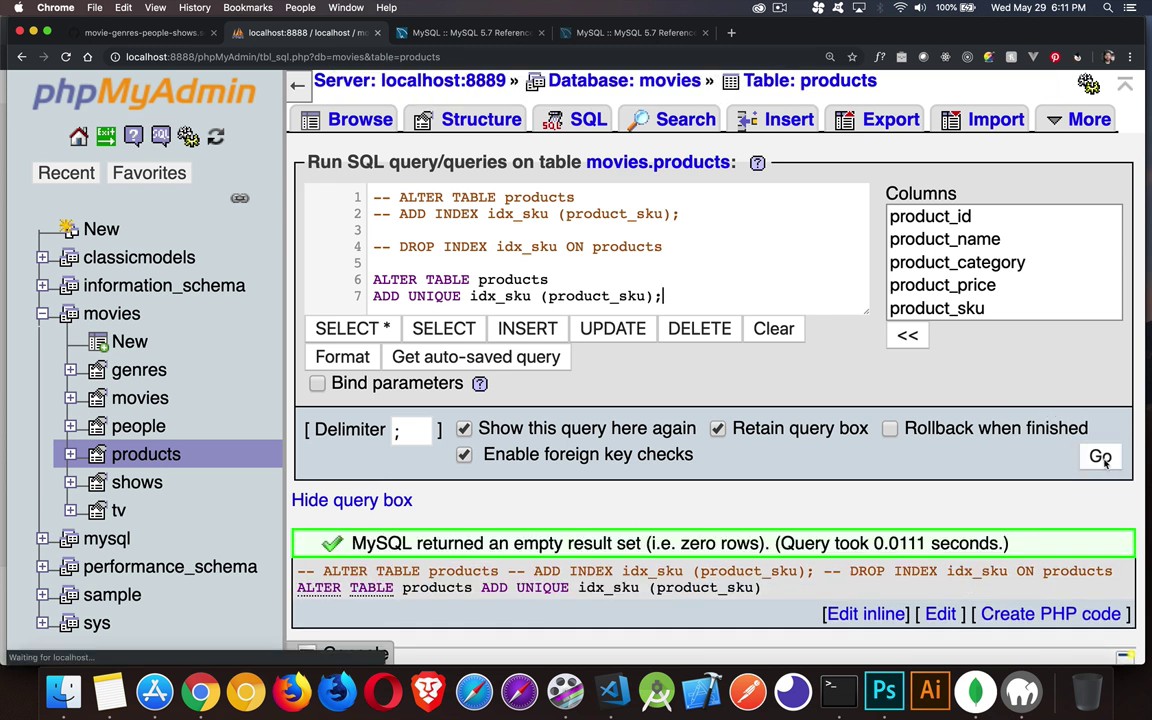 Chrome File Edit View History Bookmarks People Window Help 100% Wed May 29 6:11 PM
movie-genres-people-shows.s × localhost:8888 / localhost / m × MySQL :: MySQL 5.7 Referenc × MySQL :: MySQL 5.7 Referenc × +
localhost:8888/phpMyAdmin/tbl_sql.php?db=movies&table=products
phpMyAdmin
Recent Favorites
New
classicmodels
information_schema
movies
New
genres
movies
people
products
shows
tv
mysql
performance_schema
sample
sys
Waiting for localhost...
Server: localhost:8889 » Database: movies » Table: products
Browse Structure SQL Search Insert Export Import More
Run SQL query/queries on table movies.products:
1 -- ALTER TABLE products
2 -- ADD INDEX idx_sku (product_sku);
3
4 -- DROP INDEX idx_sku ON products
5
6 ALTER TABLE products
7 ADD UNIQUE idx_sku (product_sku);
Columns
product_id
product_name
product_category
product_price
product_sku
<<
SELECT * SELECT INSERT UPDATE DELETE Clear
Format Get auto-saved query
Bind parameters
[ Delimiter ; ] Show this query here again Retain query box Rollback when finished
Enable foreign key checks
Go
Hide query box
MySQL returned an empty result set (i.e. zero rows). (Query took 0.0111 seconds.)
-- ALTER TABLE products -- ADD INDEX idx_sku (product_sku); -- DROP INDEX idx_sku ON products
ALTER TABLE products ADD UNIQUE idx_sku (product_sku)
[Edit inline] [ Edit ] [ Create PHP code ]
Console
Ps Ai